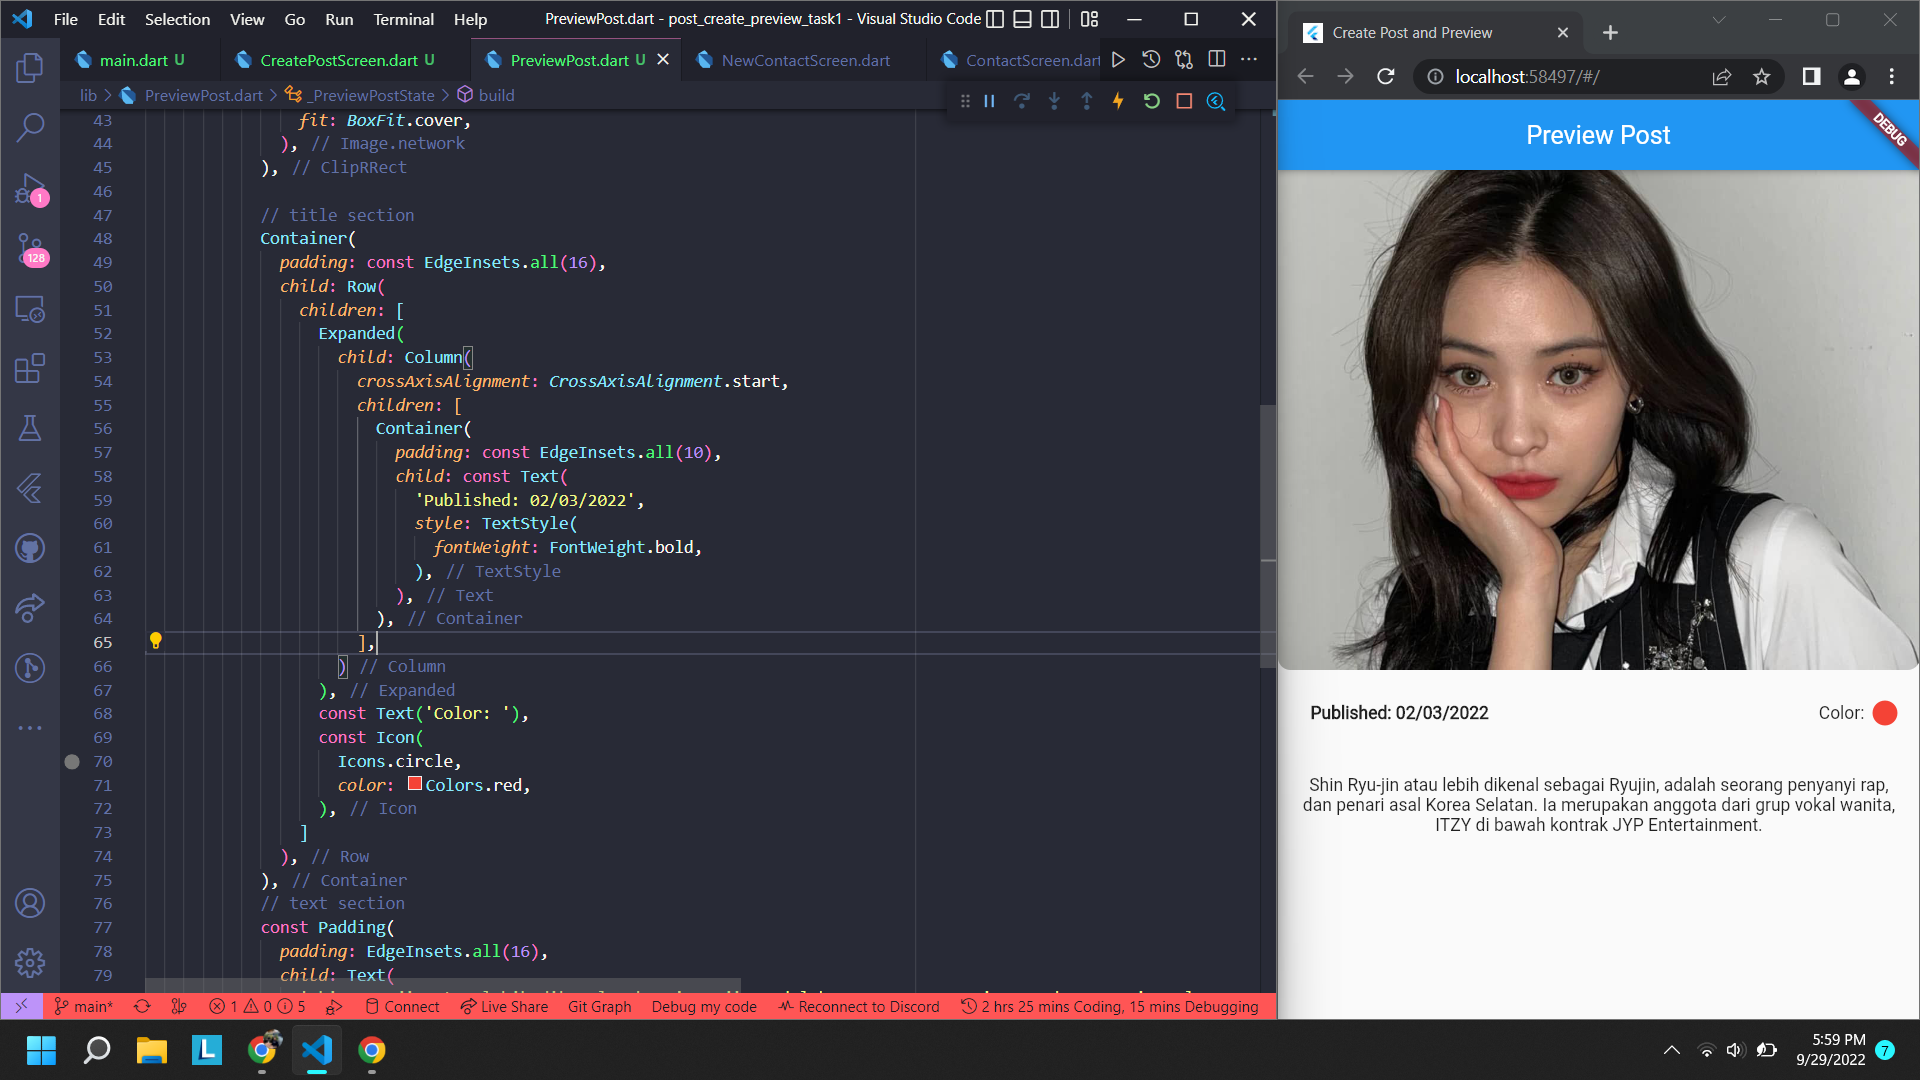 File Edit Selection View Go Run Terminal Help PreviewPost.dart - post_create_preview_task1 - Visual Studio Code
main.dart U CreatePostScreen.dart U PreviewPost.dart U NewContactScreen.dart ContactScreen.dart
lib > PreviewPost.dart > _PreviewPostState > build
43 fit: BoxFit.cover,
44 ), // Image.network
45 ), // ClipRRect
46
47 // title section
48 Container(
49 padding: const EdgeInsets.all(16),
50 child: Row(
51 children: [
52 Expanded(
53 child: Column(
54 crossAxisAlignment: CrossAxisAlignment.start,
55 children: [
56 Container(
57 padding: const EdgeInsets.all(10),
58 child: const Text(
59 'Published: 02/03/2022',
60 style: TextStyle(
61 fontWeight: FontWeight.bold,
62 ), // TextStyle
63 ), // Text
64 ), // Container
65 ],
66 ) // Column
67 ), // Expanded
68 const Text('Color: '),
69 const Icon(
70 Icons.circle,
71 color: Colors.red,
72 ), // Icon
73 ]
74 ), // Row
75 ), // Container
76 // text section
77 const Padding(
78 padding: EdgeInsets.all(16),
79 child: Text(
1
128
main* 1 0 5 Connect Live Share Git Graph Debug my code Reconnect to Discord 2 hrs 25 mins Coding, 15 mins Debugging
Create Post and Preview
localhost:58497/#/
Preview Post
DEBUG
Published: 02/03/2022 Color:
Shin Ryu-jin atau lebih dikenal sebagai Ryujin, adalah seorang penyanyi rap,
dan penari asal Korea Selatan. Ia merupakan anggota dari grup vokal wanita,
ITZY di bawah kontrak JYP Entertainment.
L
5:59 PM
9/29/2022
7